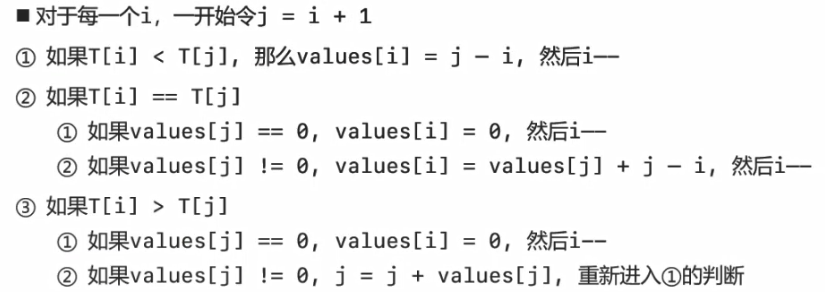 ■ 对于每一个i，一开始令j = i + 1
① 如果T[i] < T[j], 那么values[i] = j – i, 然后i––
② 如果T[i] == T[j]
① 如果values[j] == 0, values[i] = 0, 然后i––
② 如果values[j] != 0, values[i] = values[j] + j – i, 然后i––
③ 如果T[i] > T[j]
① 如果values[j] == 0, values[i] = 0, 然后i––
② 如果values[j] != 0, j = j + values[j], 重新进入①的判断